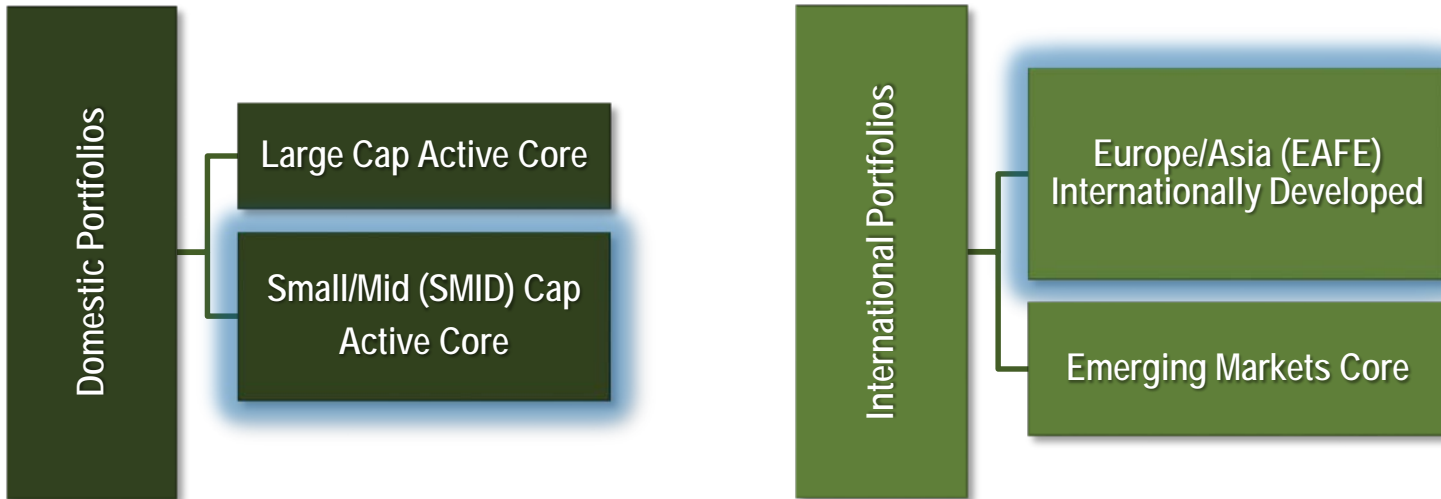 Domestic Portfolios
Large Cap Active Core
Small/Mid (SMID) Cap
Active Core
International Portfolios
Europe/Asia (EAFE)
Internationally Developed
Emerging Markets Core